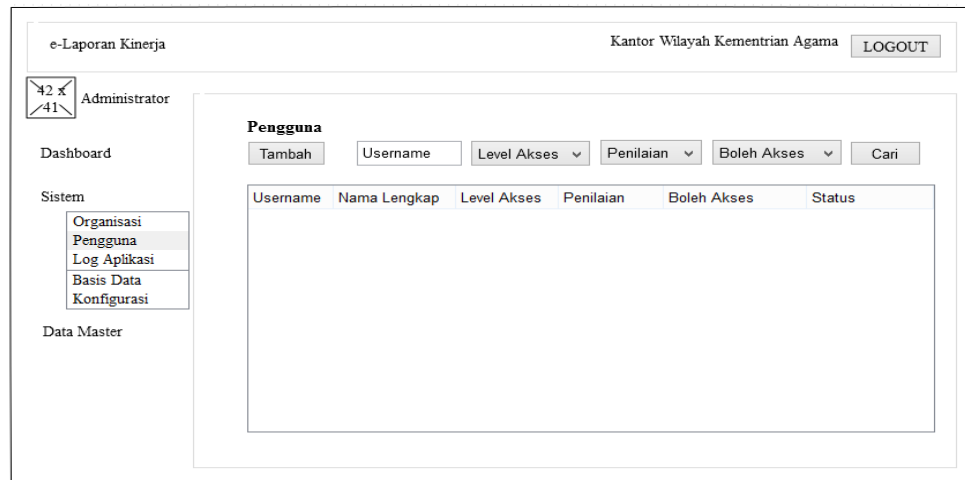 e-Laporan Kinerja
Kantor Wilayah Kementrian Agama
LOGOUT
42 x
41
Administrator
Dashboard
Sistem
Organisasi
Pengguna
Log Aplikasi
Basis Data
Konfigurasi
Data Master
Pengguna
Tambah Username Level Akses Penilaian Boleh Akses Cari
Username Nama Lengkap Level Akses Penilaian Boleh Akses Status